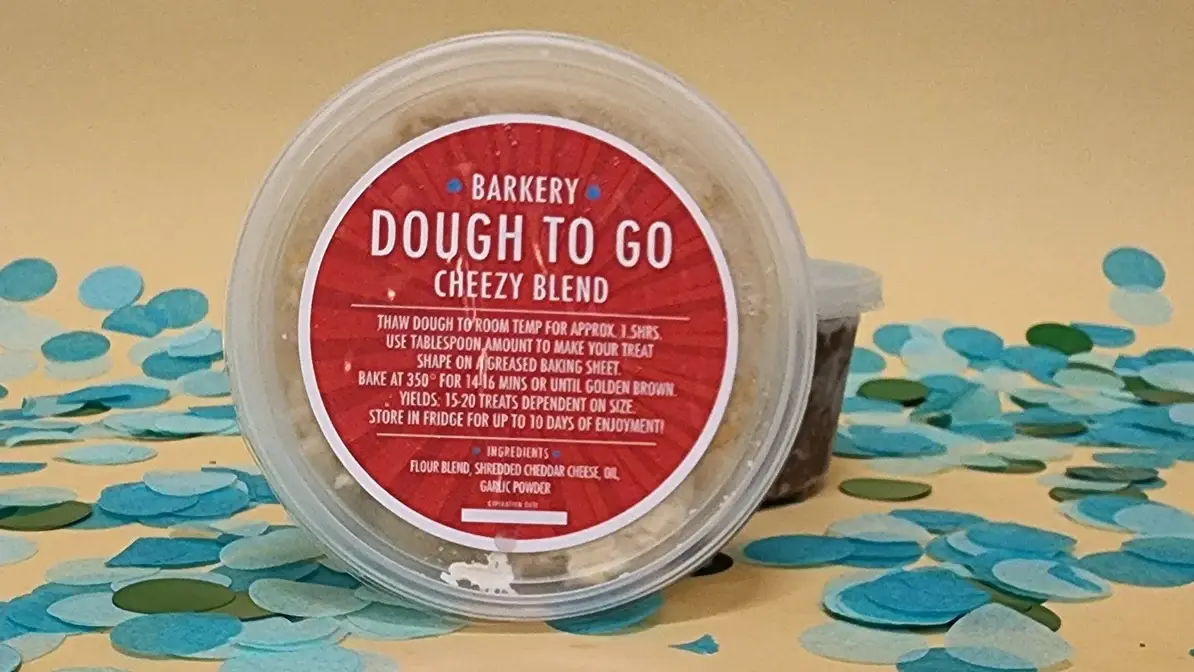 BARKERY
DOUGH TO GO
CHEEZY BLEND
THAW DOUGH TO ROOM TEMP FOR APPROX. 1.5HRS.
USE TABLESPOON AMOUNT TO MAKE YOUR TREAT
SHAPE ON A GREASED BAKING SHEET.
BAKE AT 350° FOR 14-16 MINS OR UNTIL GOLDEN BROWN.
YIELDS: 15-20 TREATS DEPENDENT ON SIZE.
STORE IN FRIDGE FOR UP TO 10 DAYS OF ENJOYMENT!
INGREDIENTS
FLOUR BLEND, SHREDDED CHEDDAR CHEESE, OIL,
GARLIC POWDER
EXPIRATION DATE